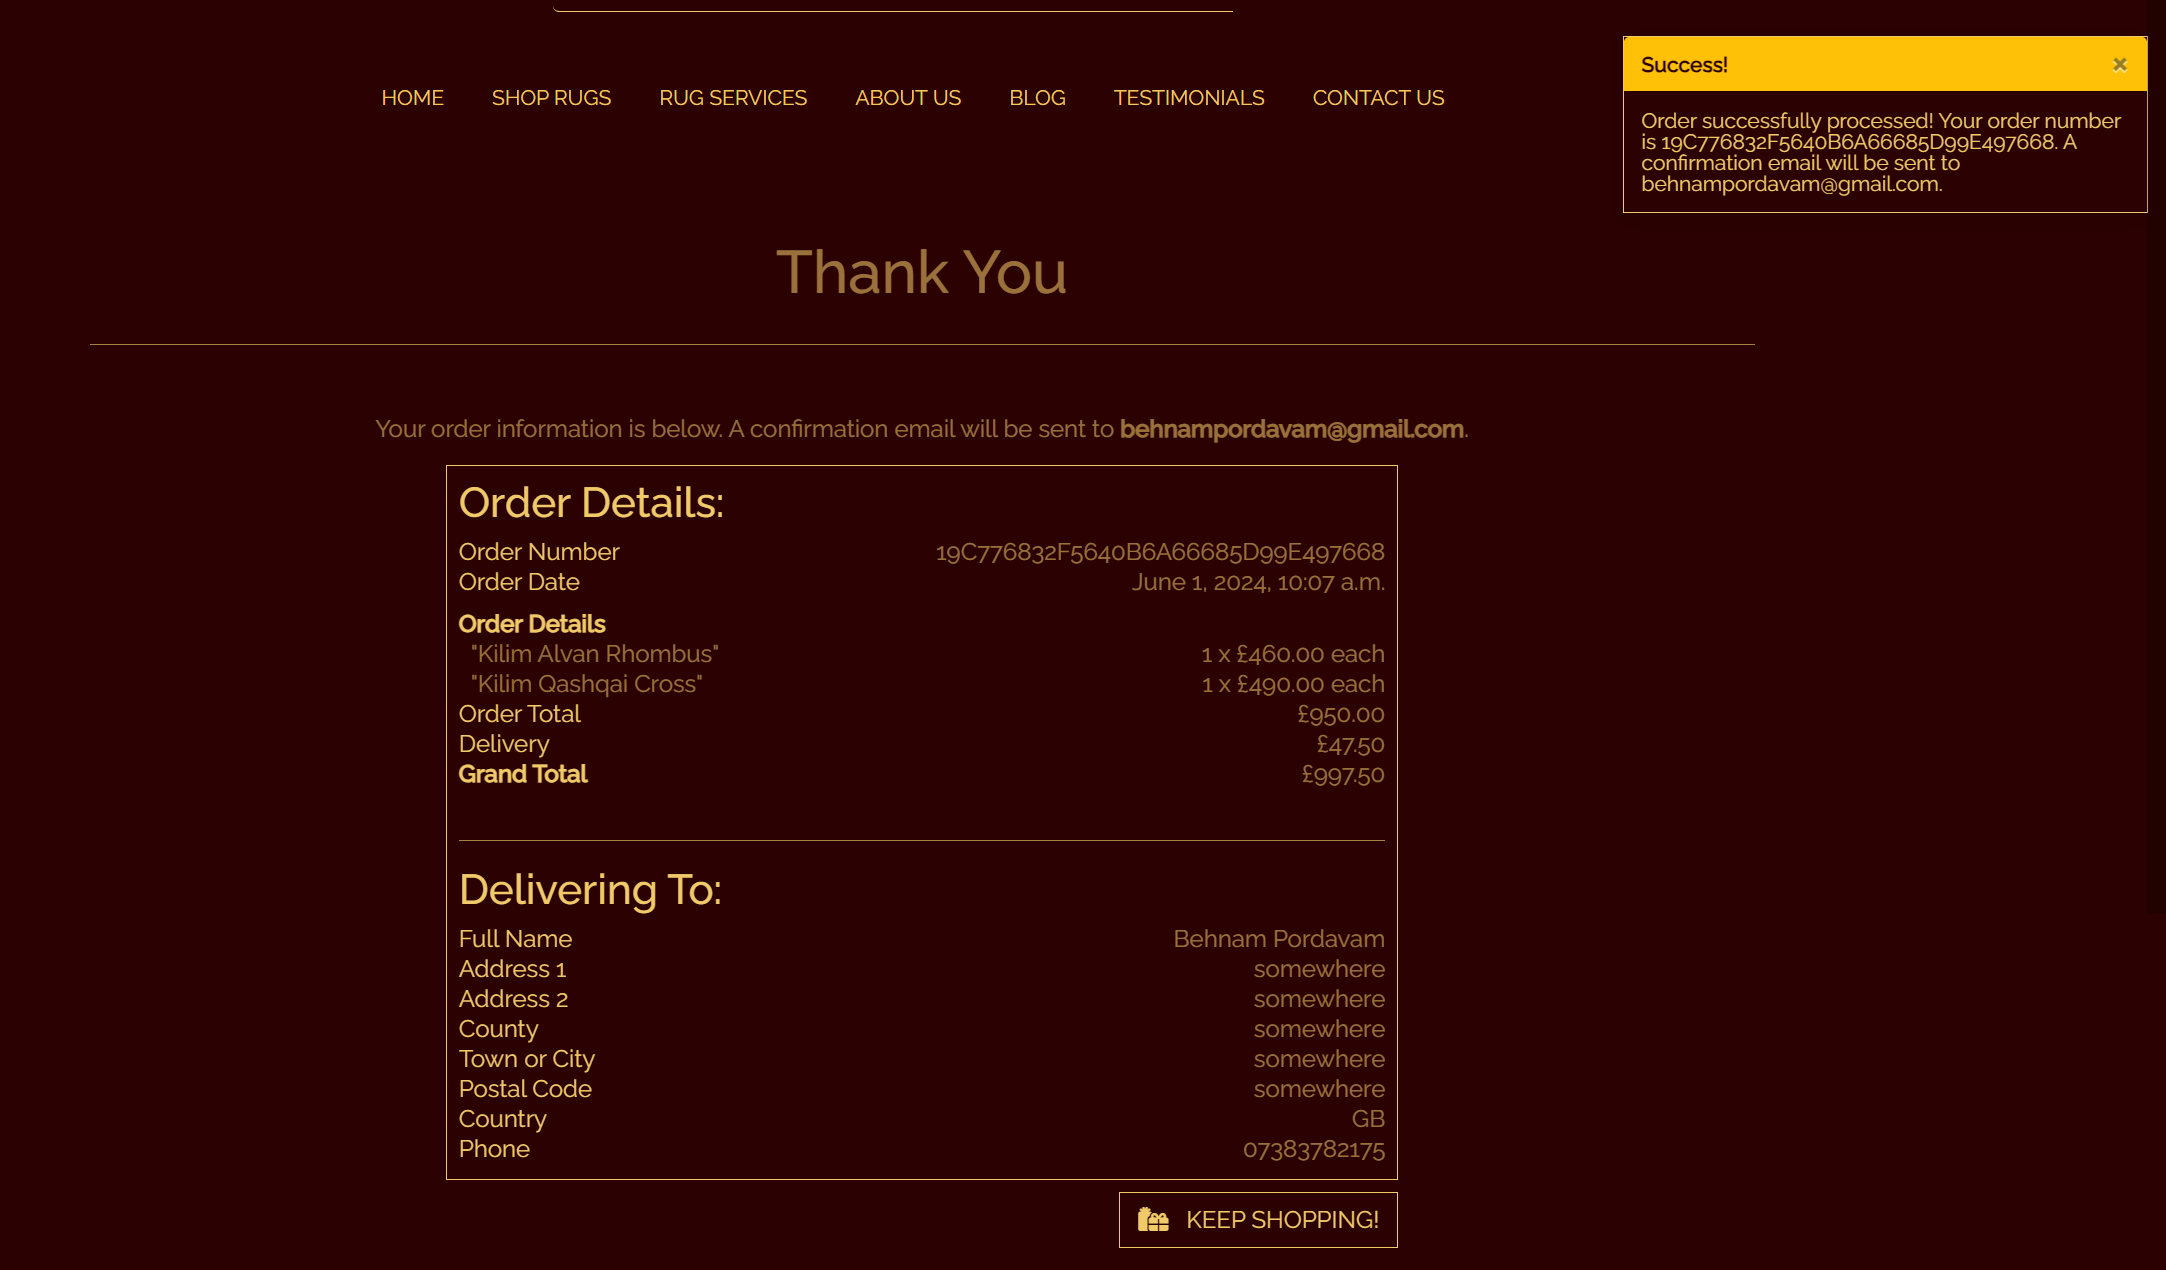 HOME SHOP RUGS RUG SERVICES ABOUT US BLOG TESTIMONIALS CONTACT US
Success! ×
Order successfully processed! Your order number
is 19C776832F5640B6A66685D99E497668. A
confirmation email will be sent to
behnampordavam@gmail.com.
Thank You
Your order information is below. A confirmation email will be sent to behnampordavam@gmail.com.
Order Details:
Order Number 19C776832F5640B6A66685D99E497668
Order Date June 1, 2024, 10:07 a.m.
Order Details
"Kilim Alvan Rhombus" 1 x £460.00 each
"Kilim Qashqai Cross" 1 x £490.00 each
Order Total £950.00
Delivery £47.50
Grand Total £997.50
Delivering To:
Full Name Behnam Pordavam
Address 1 somewhere
Address 2 somewhere
County somewhere
Town or City somewhere
Postal Code somewhere
Country GB
Phone 07383782175
KEEP SHOPPING!